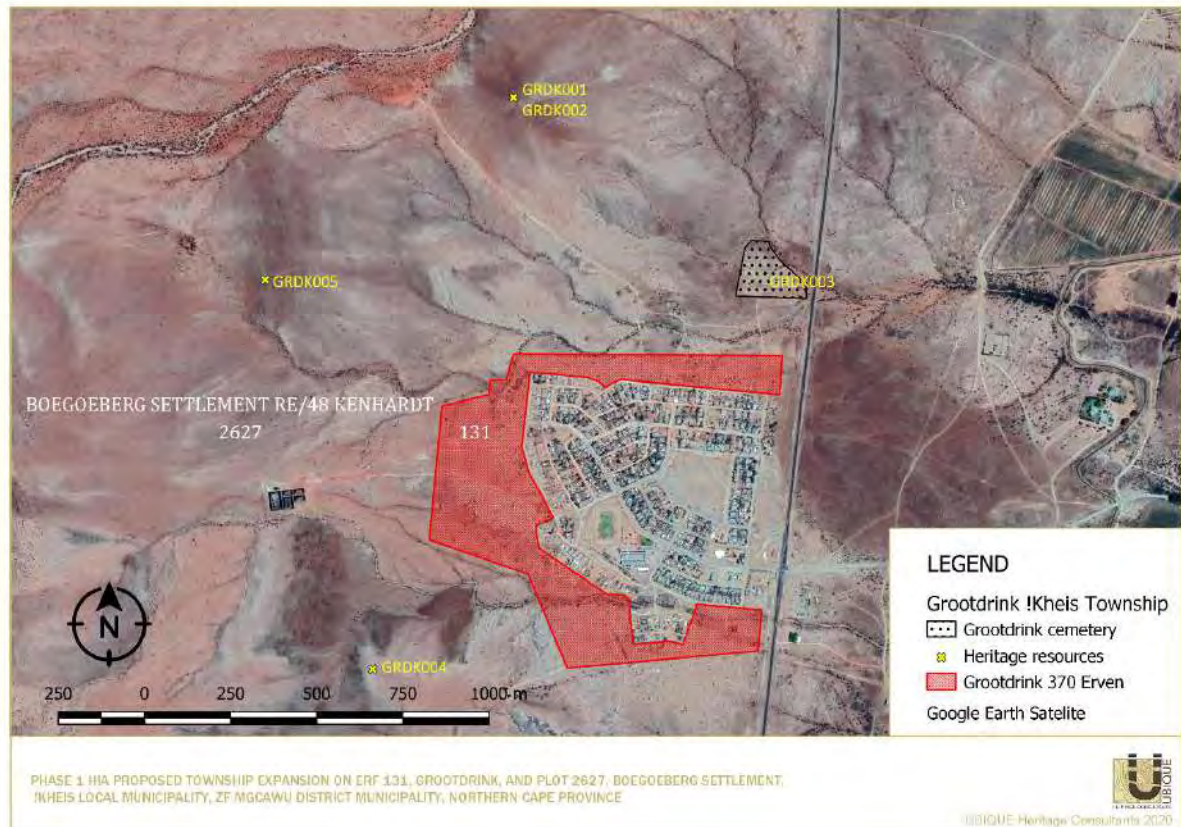 GRDK001
GRDK002
GRDK003
GRDK005
BOEGOEBERG SETTLEMENT RE/48 KENHARDT
2627
131
GRDK004
N
250 0 250 500 750 1000 m
LEGEND
Grootdrink !Kheis Township
Grootdrink cemetery
Heritage resources
Grootdrink 370 Erven
Google Earth Satelite
PHASE 1 HIA PROPOSED TOWNSHIP EXPANSION ON ERF 131, GROOTDRINK, AND PLOT 2627, BOEGOEBERG SETTLEMENT,
!KHEIS LOCAL MUNICIPALITY, ZF MGCAWU DISTRICT MUNICIPALITY, NORTHERN CAPE PROVINCE
UBIQUE
UBIQUE Heritage Consultants 2020